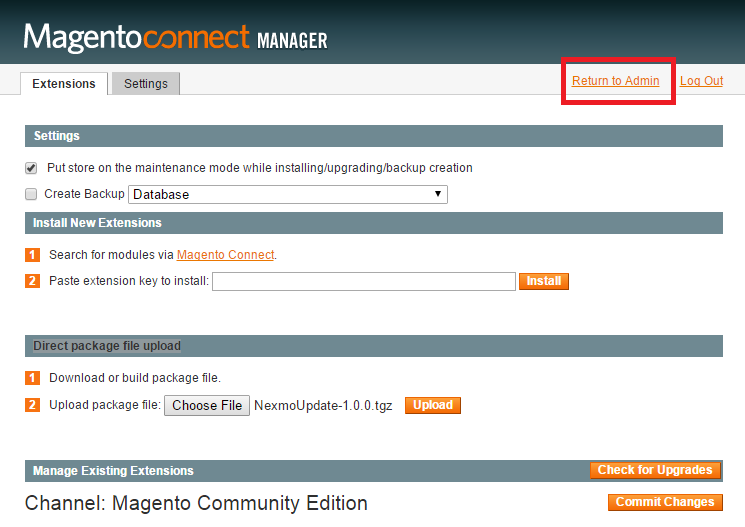 Magentoconnect MANAGER
Extensions Settings Return to Admin Log Out
Settings
Put store on the maintenance mode while installing/upgrading/backup creation
Create Backup Database
Install New Extensions
1 Search for modules via Magento Connect.
2 Paste extension key to install: Install
Direct package file upload
1 Download or build package file.
2 Upload package file: Choose File NexmoUpdate-1.0.0.tgz Upload
Manage Existing Extensions Check for Upgrades
Channel: Magento Community Edition Commit Changes